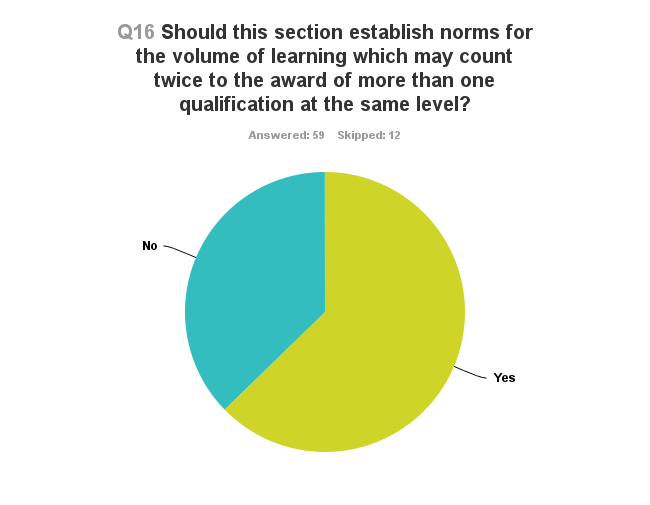 Q16 Should this section establish norms for
the volume of learning which may count
twice to the award of more than one
qualification at the same level?
Answered: 59 Skipped: 12
No
Yes